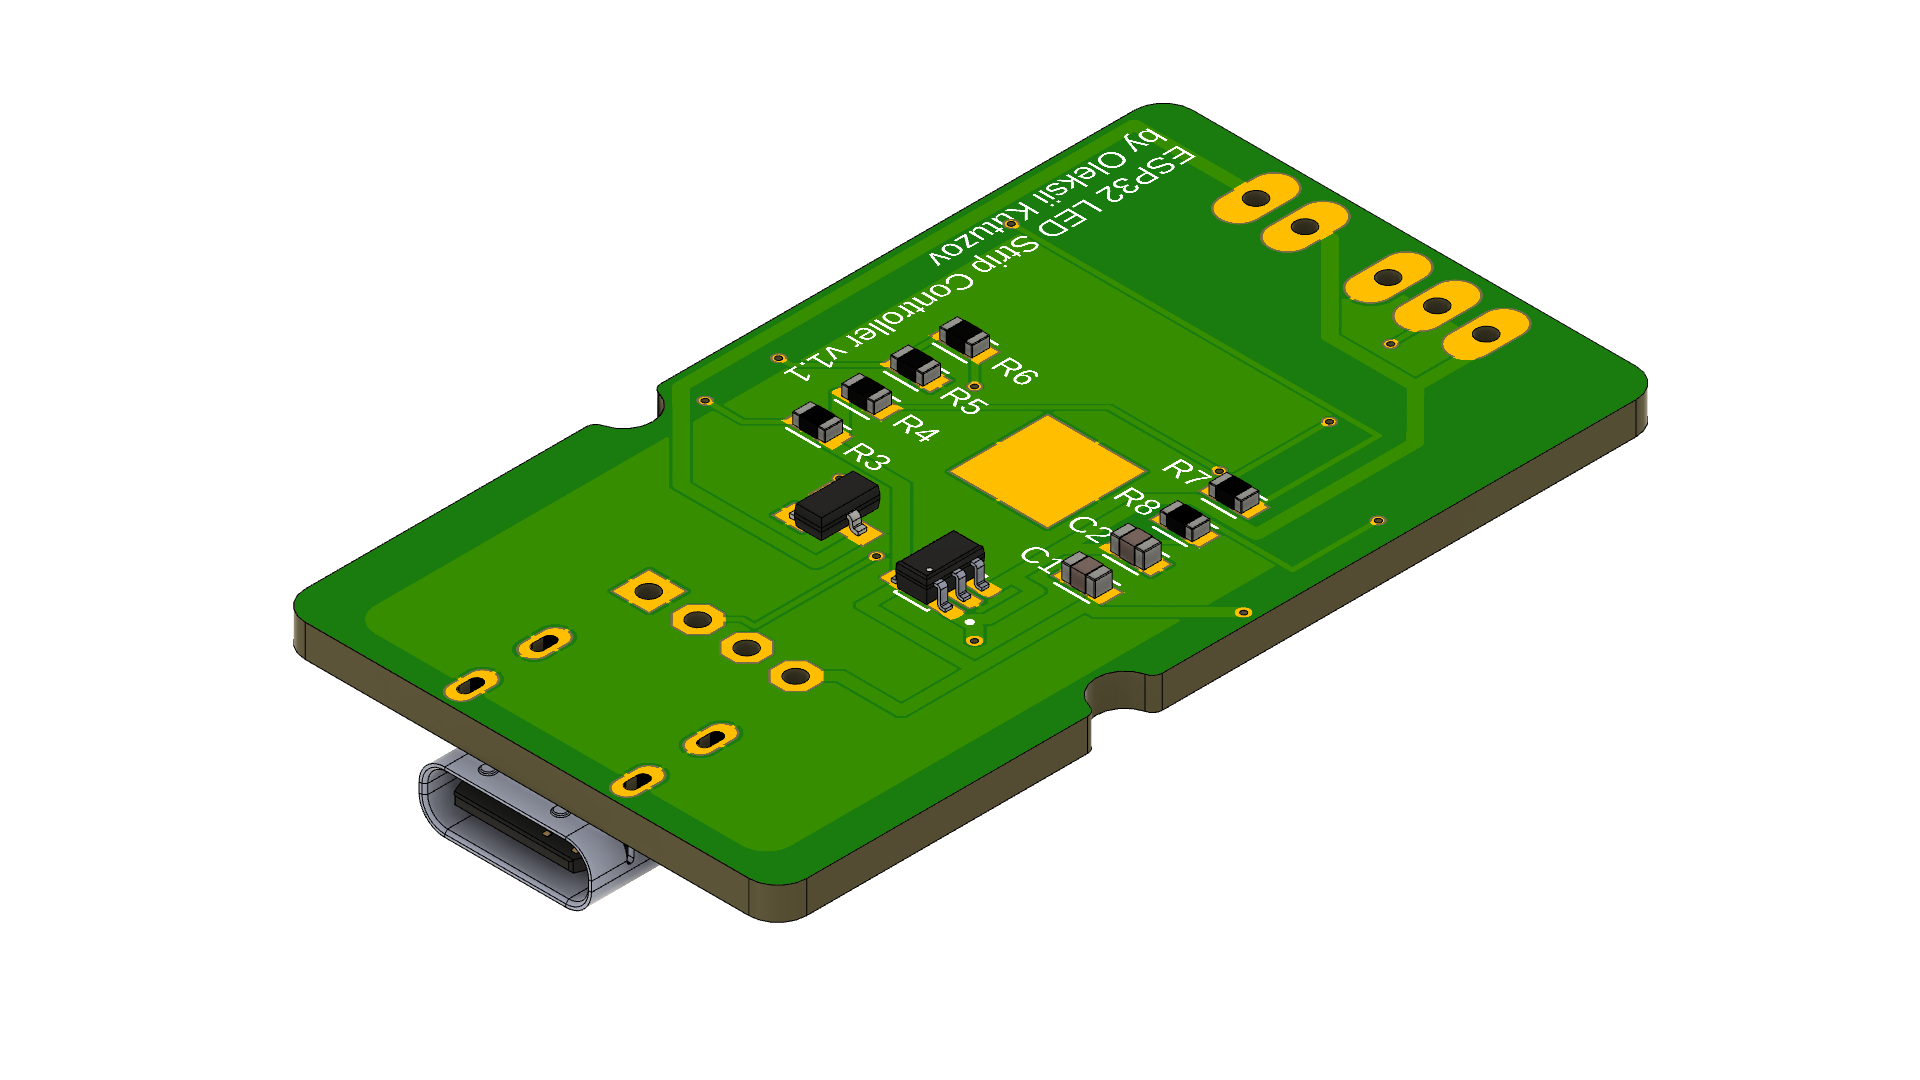 ESP32 LED Strip Controller v1.1
by Oleksii Kutuzov
R6
R5
R4
R3
R7
R8
C2
C1